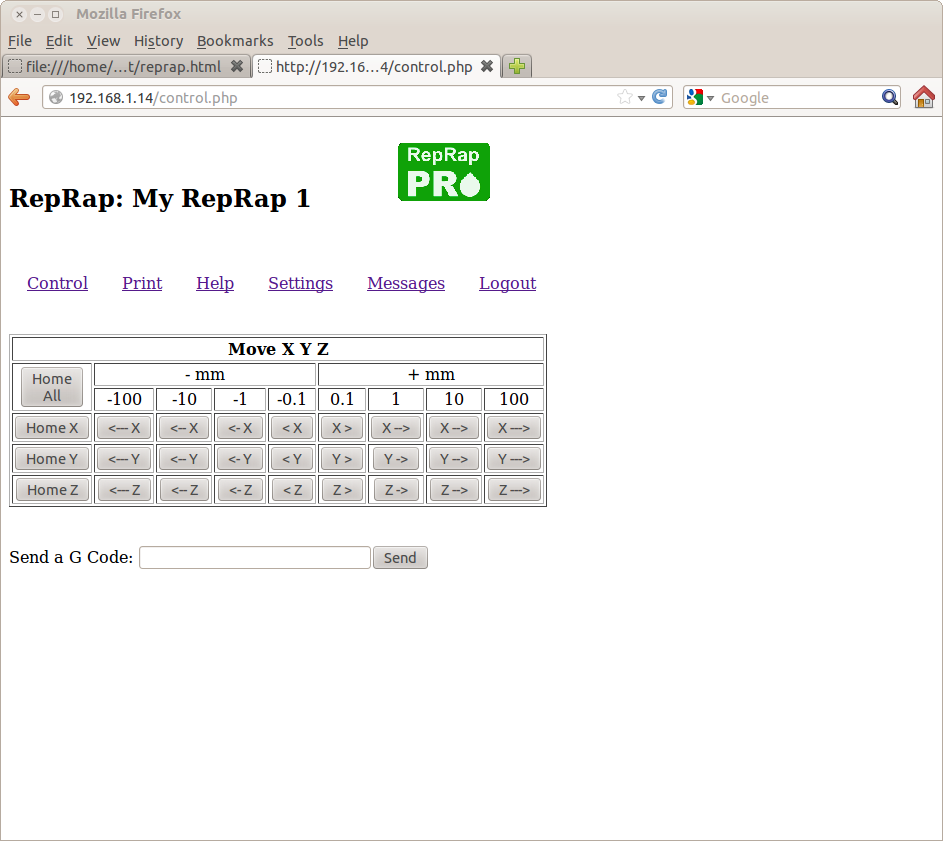 Mozilla Firefox
File Edit View History Bookmarks Tools Help
file:///home/...t/reprap.html http://192.16...4/control.php
192.168.1.14/control.php Google
RepRap
PRO
RepRap: My RepRap 1
Control Print Help Settings Messages Logout
Move X Y Z
Home All - mm + mm
-100 -10 -1 -0.1 0.1 1 10 100
Home X <--- X <-- X <- X < X X > X --> X --> X --->
Home Y <--- Y <-- Y <- Y < Y Y > Y -> Y --> Y --->
Home Z <--- Z <-- Z <- Z < Z Z > Z -> Z --> Z --->
Send a G Code: Send